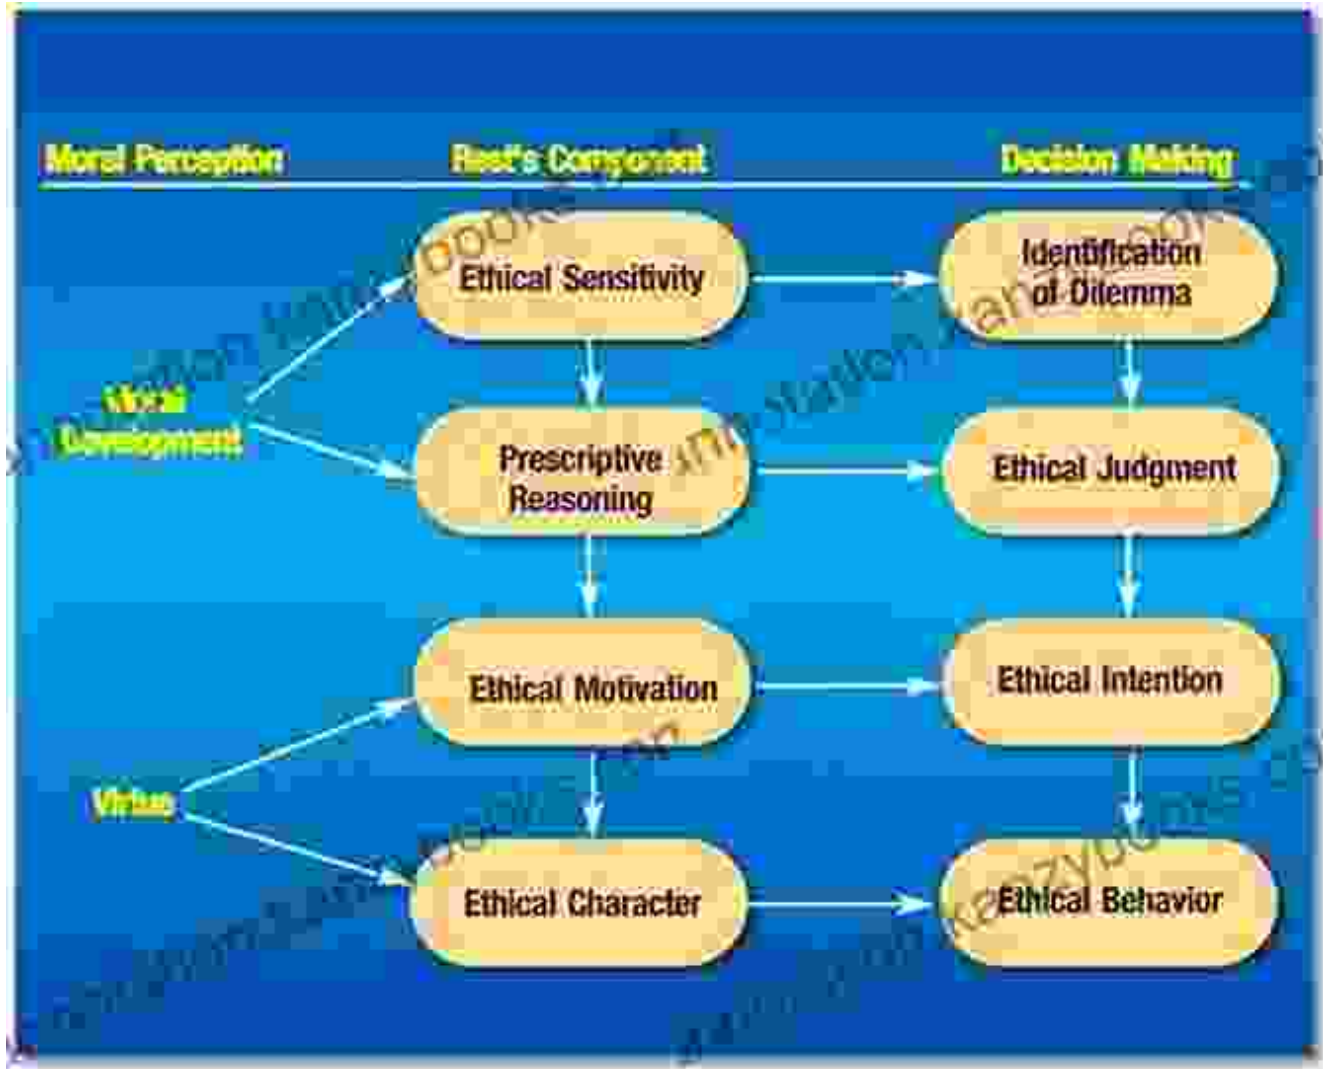 Moral Perception
Rest's Component
Decision Making
Ethical Sensitivity
Identification
of Dilemma
Moral
Development
Prescriptive
Reasoning
Ethical Judgment
Ethical Motivation
Ethical Intention
Virtue
Ethical Character
Ethical Behavior